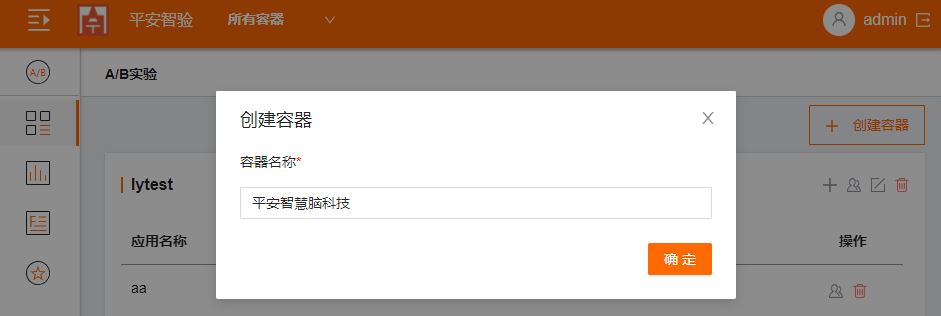 平安智验 所有容器 admin
A/B A/B实验
创建容器
+ 创建容器
容器名称*
lytest
平安智慧脑科技
应用名称 操作
确 定
aa